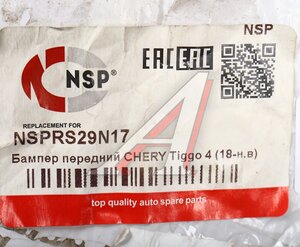 NSP
EAC EAC
NSP®
REPLACEMENT FOR
NSPRS29N17
Бампер передний CHERY Tiggo 4 (18-н.в)
top quality auto spare parts